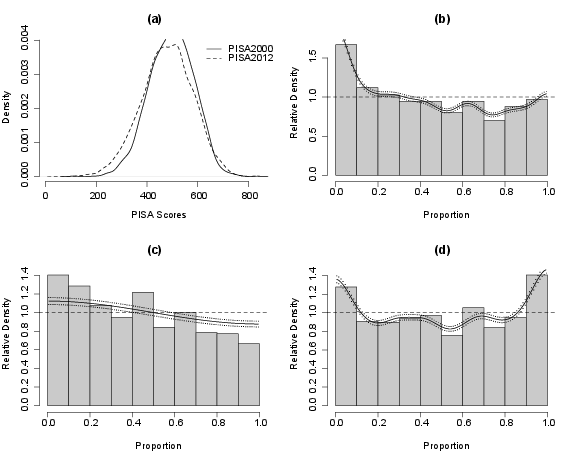 (a)
0.004
0.003
0.002
0.001
0.000
Density
PISA2000
PISA2012
0 200 400 600 800
PISA Scores
(b)
1.5
1.0
0.5
0.0
Relative Density
0.0 0.2 0.4 0.6 0.8 1.0
Proportion
(c)
1.4
1.2
1.0
0.8
0.6
0.4
0.2
0.0
Relative Density
0.0 0.2 0.4 0.6 0.8 1.0
Proportion
(d)
1.4
1.2
1.0
0.8
0.6
0.4
0.2
0.0
Relative Density
0.0 0.2 0.4 0.6 0.8 1.0
Proportion